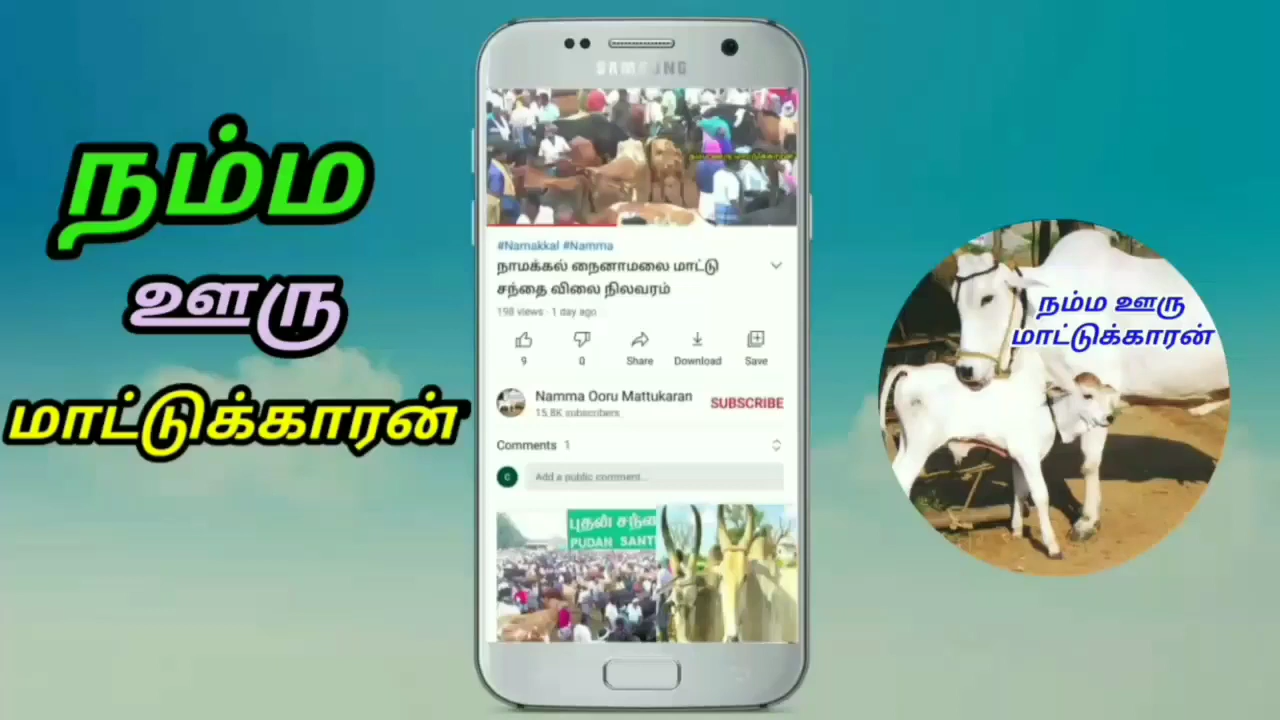 நம்ம
ஊரு
மாட்டுக்காரன்
SAMSUNG
#Namakkal #Namma
நாமக்கல் நைனாமலை மாட்டு
சந்தை விலை நிலவரம்
198 views · 1 day ago
9
0
Share
Download
Save
Namma Ooru Mattukaran
15.8K subscribers
SUBSCRIBE
Comments 1
C
Add a public comment...
புதன் சந்தை
PUDAN SANT
நம்ம ஊரு
மாட்டுக்காரன்